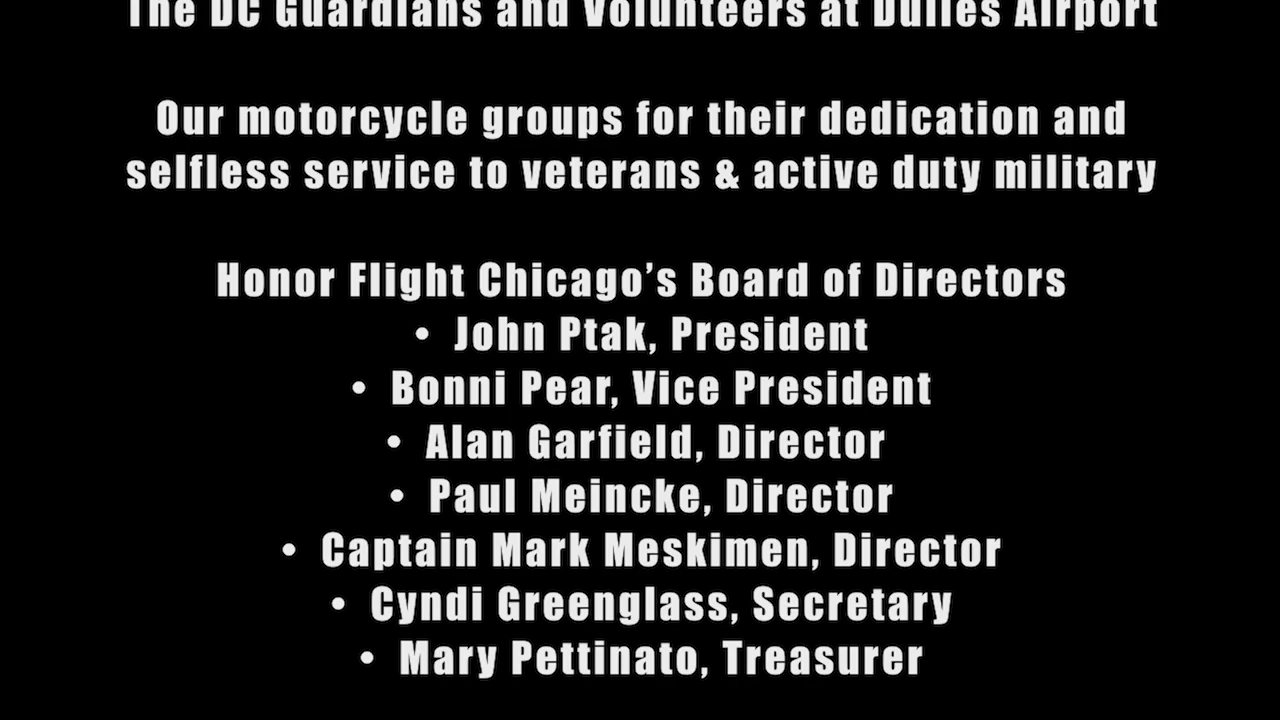 The DC Guardians and Volunteers at Dulles Airport
Our motorcycle groups for their dedication and
selfless service to veterans & active duty military
Honor Flight Chicago’s Board of Directors
• John Ptak, President
• Bonni Pear, Vice President
• Alan Garfield, Director
• Paul Meincke, Director
• Captain Mark Meskimen, Director
• Cyndi Greenglass, Secretary
• Mary Pettinato, Treasurer